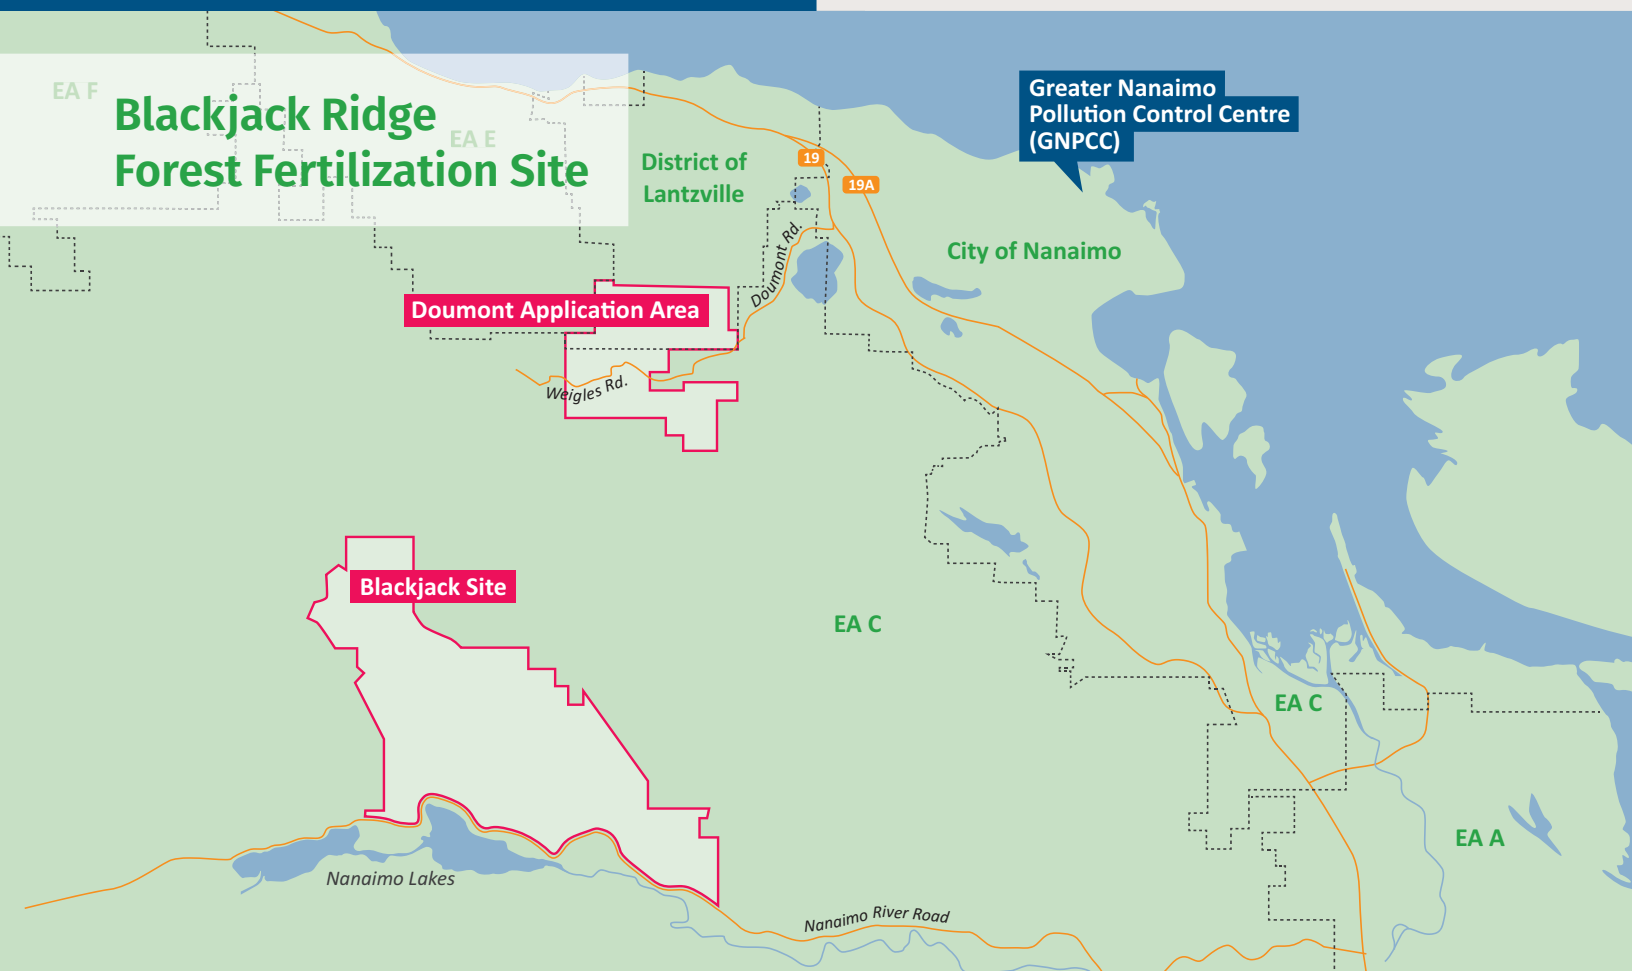 EA F
Blackjack Ridge
EA E
Forest Fertilization Site
District of
Lantzville
19
19A
Greater Nanaimo
Pollution Control Centre
(GNPCC)
City of Nanaimo
Doumont Rd.
Doumont Application Area
Weigles Rd.
Blackjack Site
EA C
EA C
EA A
Nanaimo Lakes
Nanaimo River Road